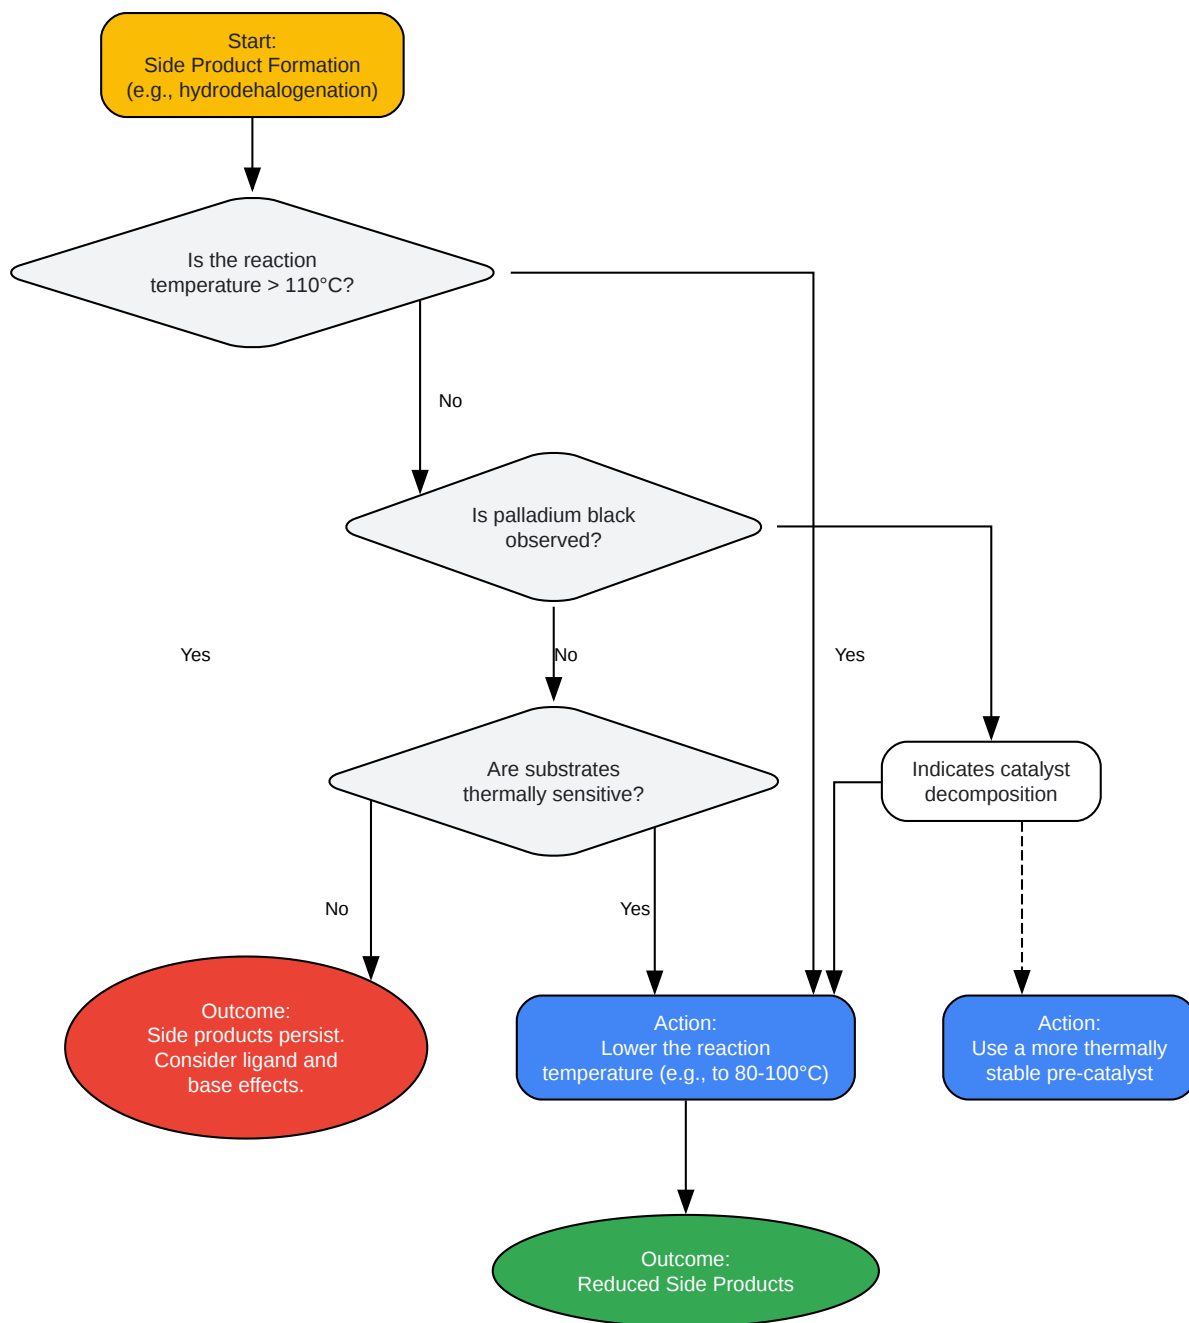 Start:
Side Product Formation
(e.g., hydrodehalogenation)
Is the reaction
temperature > 110°C?
No
Is palladium black
observed?
Yes
No
Yes
Are substrates
thermally sensitive?
Indicates catalyst
decomposition
No
Yes
Outcome:
Side products persist.
Consider ligand and
base effects.
Action:
Lower the reaction
temperature (e.g., to 80-100°C)
Action:
Use a more thermally
stable pre-catalyst
Outcome:
Reduced Side Products